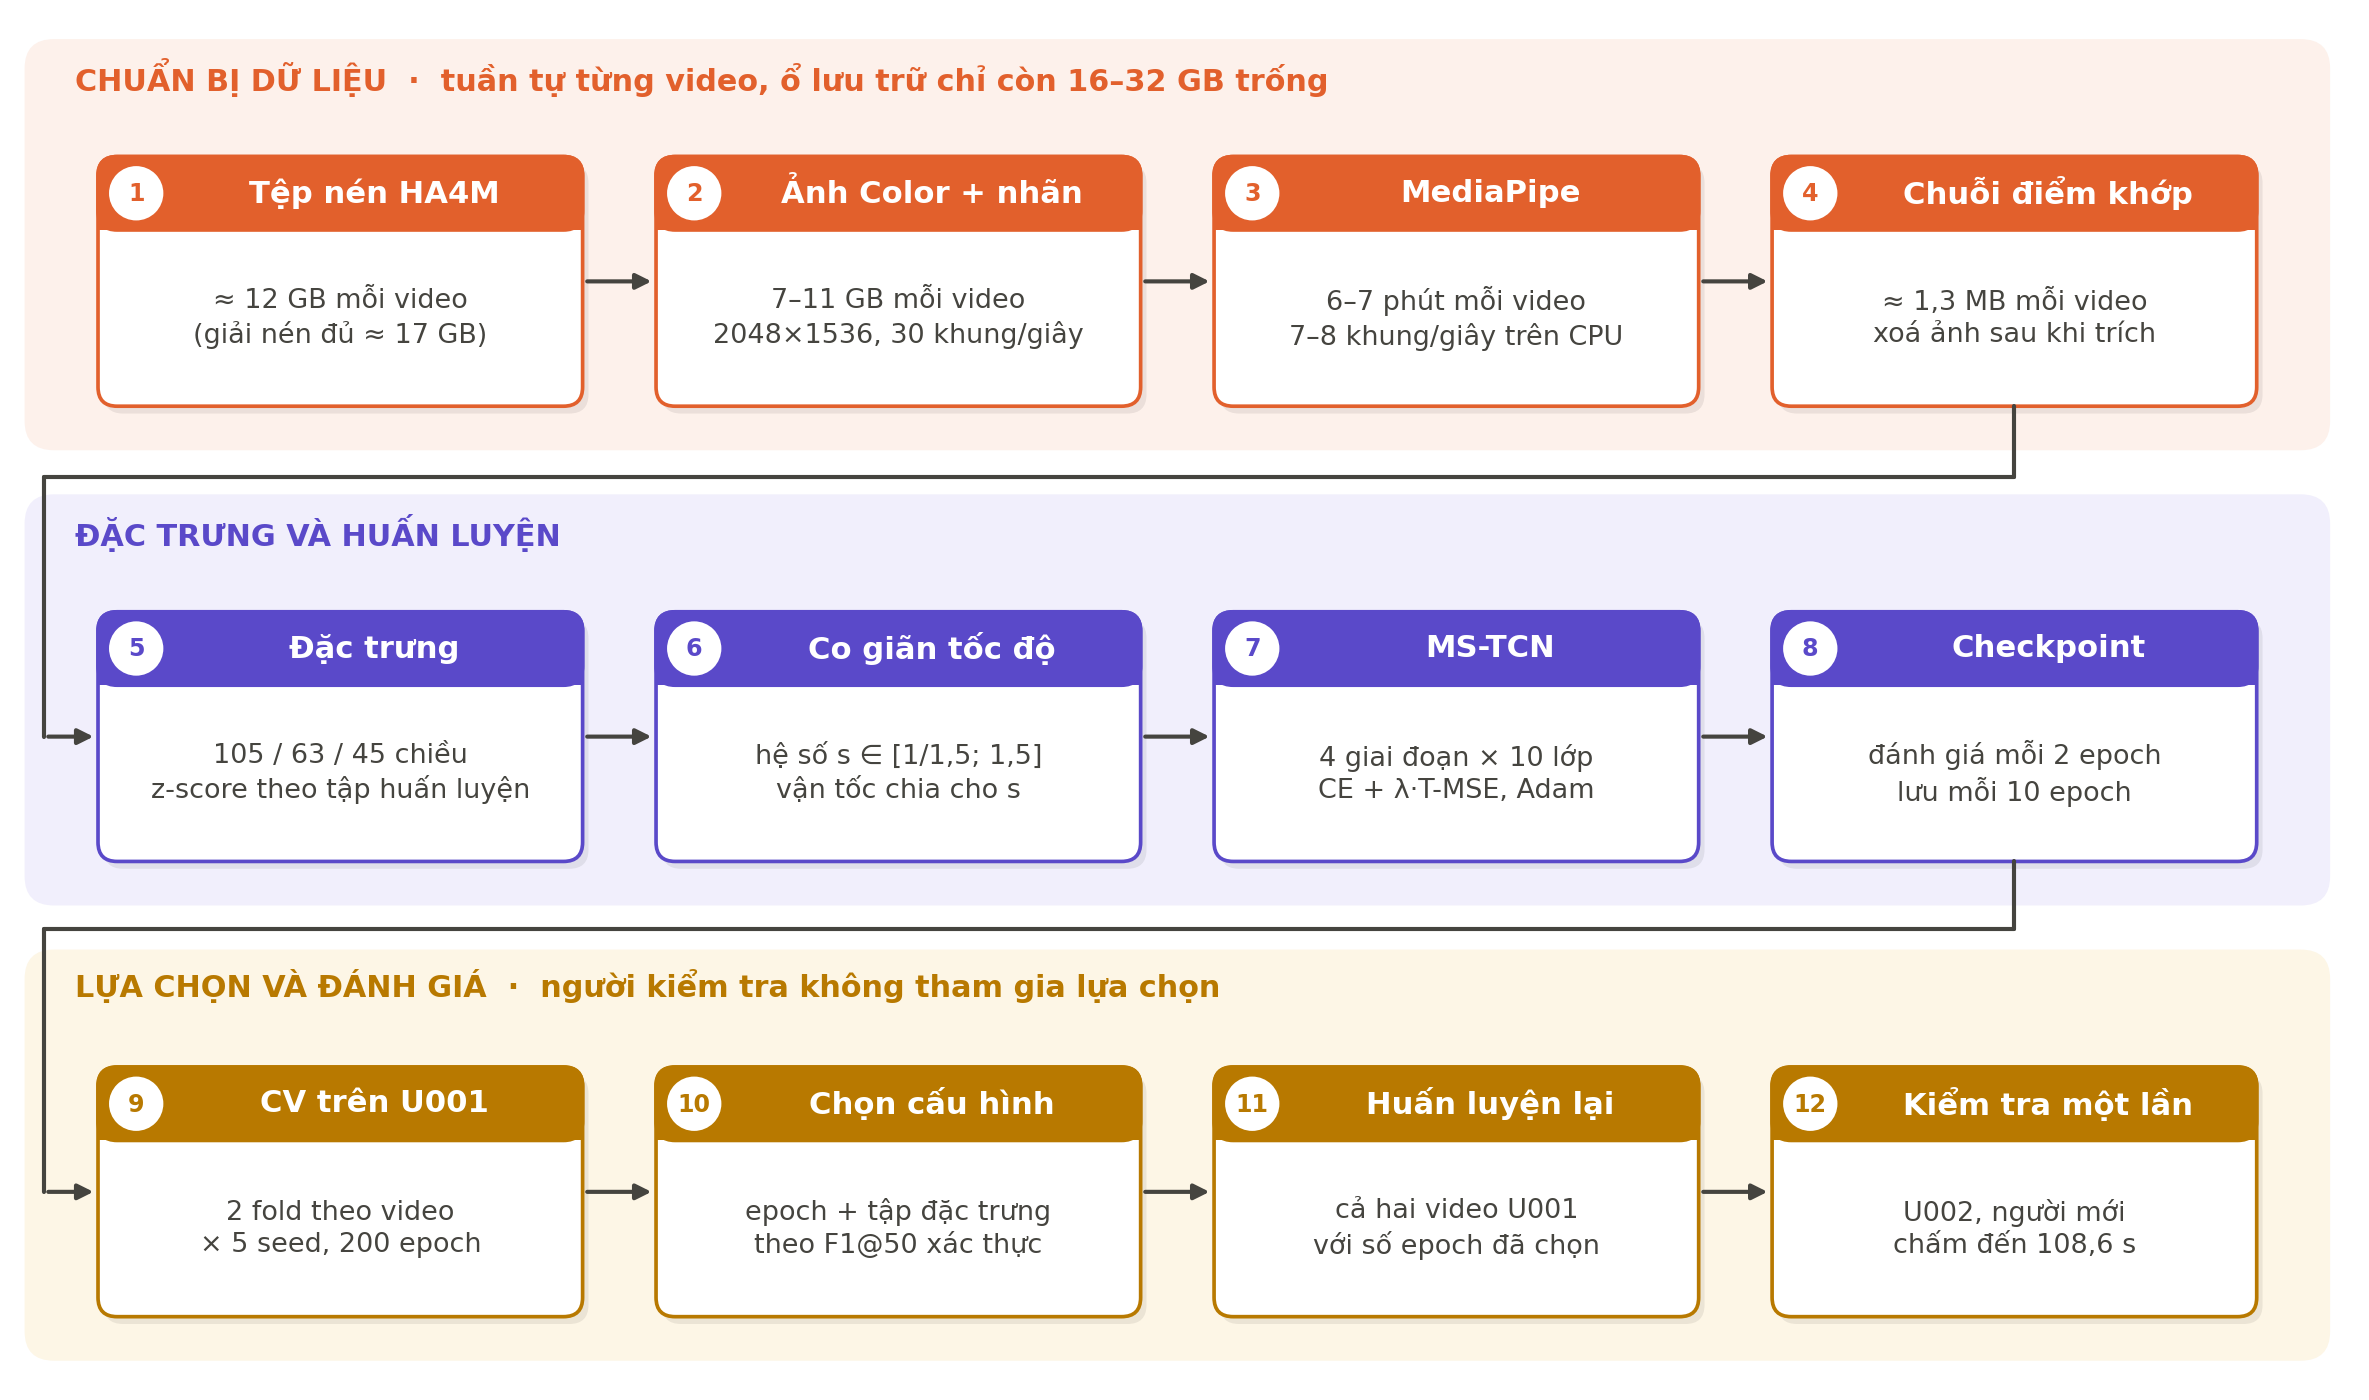 CHUẨN BỊ DỮ LIỆU · tuần tự từng video, ổ lưu trữ chỉ còn 16–32 GB trống
1 Tệp nén HA4M
≈ 12 GB mỗi video
(giải nén đủ ≈ 17 GB)
2 Ảnh Color + nhãn
7–11 GB mỗi video
2048×1536, 30 khung/giây
3 MediaPipe
6–7 phút mỗi video
7–8 khung/giây trên CPU
4 Chuỗi điểm khớp
≈ 1,3 MB mỗi video
xoá ảnh sau khi trích
ĐẶC TRƯNG VÀ HUẤN LUYỆN
5 Đặc trưng
105 / 63 / 45 chiều
z-score theo tập huấn luyện
6 Co giãn tốc độ
hệ số s ∈ [1/1,5; 1,5]
vận tốc chia cho s
7 MS-TCN
4 giai đoạn × 10 lớp
CE + λ·T-MSE, Adam
8 Checkpoint
đánh giá mỗi 2 epoch
lưu mỗi 10 epoch
LỰA CHỌN VÀ ĐÁNH GIÁ · người kiểm tra không tham gia lựa chọn
9 CV trên U001
2 fold theo video
× 5 seed, 200 epoch
10 Chọn cấu hình
epoch + tập đặc trưng
theo F1@50 xác thực
11 Huấn luyện lại
cả hai video U001
với số epoch đã chọn
12 Kiểm tra một lần
U002, người mới
chấm đến 108,6 s